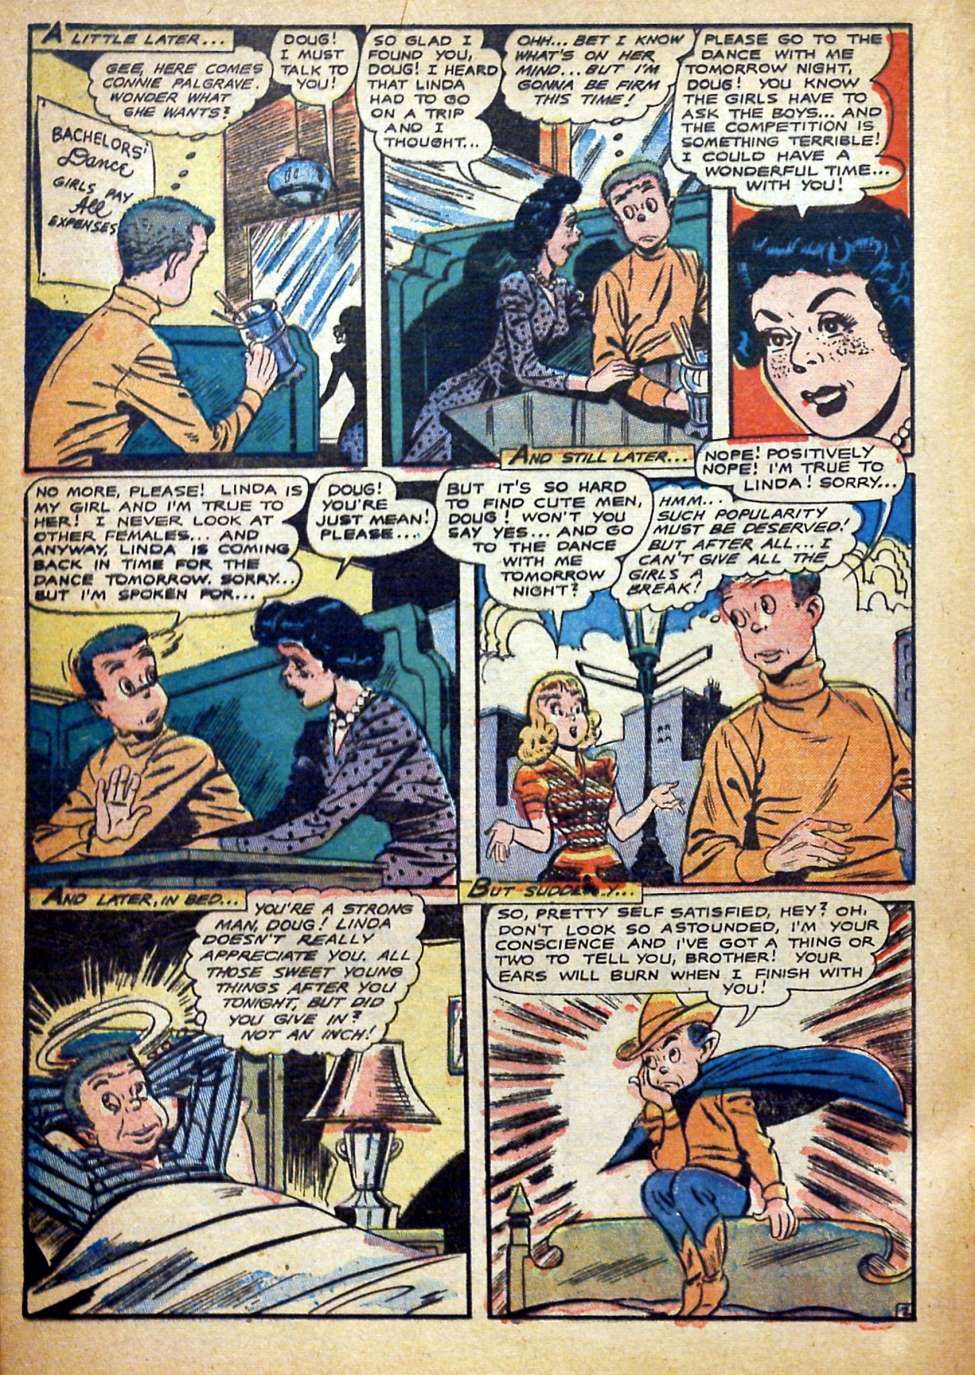 A LITTLE LATER...
GEE, HERE COMES
CONNIE PALGRAVE.
WONDER WHAT
SHE WANTS?
DOUG!
I MUST
TALK TO
YOU!
BACHELORS'
Dance
GIRLS PAY
All
EXPENSES
SO GLAD I
FOUND YOU,
DOUG! I HEARD
THAT LINDA
HAD TO GO
ON A TRIP
AND I
THOUGHT...
OHH... BET I KNOW
WHAT'S ON HER
MIND... BUT I'M
GONNA BE FIRM
THIS TIME!
PLEASE GO TO THE
DANCE WITH ME
TOMORROW NIGHT,
DOUG! YOU KNOW
THE GIRLS HAVE TO
ASK THE BOYS... AND
THE COMPETITION IS
SOMETHING TERRIBLE!
I COULD HAVE A
WONDERFUL TIME...
WITH YOU!
NO MORE, PLEASE! LINDA IS
MY GIRL AND I'M TRUE TO
HER! I NEVER LOOK AT
OTHER FEMALES... AND
ANYWAY, LINDA IS COMING
BACK IN TIME FOR THE
DANCE TOMORROW. SORRY...
BUT I'M SPOKEN FOR...
DOUG!
YOU'RE
JUST MEAN!
PLEASE...
AND STILL LATER...
BUT IT'S SO HARD
TO FIND CUTE MEN,
DOUG! WON'T YOU
SAY YES... AND GO
TO THE DANCE
WITH ME
TOMORROW
NIGHT?
NOPE! POSITIVELY
NOPE! I'M TRUE TO
LINDA! SORRY...
HMM...
SUCH POPULARITY
MUST BE DESERVED!
BUT AFTER ALL... I
CAN'T GIVE ALL THE
GIRLS A
BREAK!
AND LATER, IN BED...
YOU'RE A STRONG
MAN, DOUG! LINDA
DOESN'T REALLY
APPRECIATE YOU. ALL
THOSE SWEET YOUNG
THINGS AFTER YOU
TONIGHT, BUT DID
YOU GIVE IN?
NOT AN INCH!
BUT SUDDENLY...
SO, PRETTY SELF SATISFIED, HEY? OH,
DON'T LOOK SO ASTOUNDED, I'M YOUR
CONSCIENCE AND I'VE GOT A THING OR
TWO TO TELL YOU, BROTHER! YOUR
EARS WILL BURN WHEN I FINISH WITH
YOU!
2